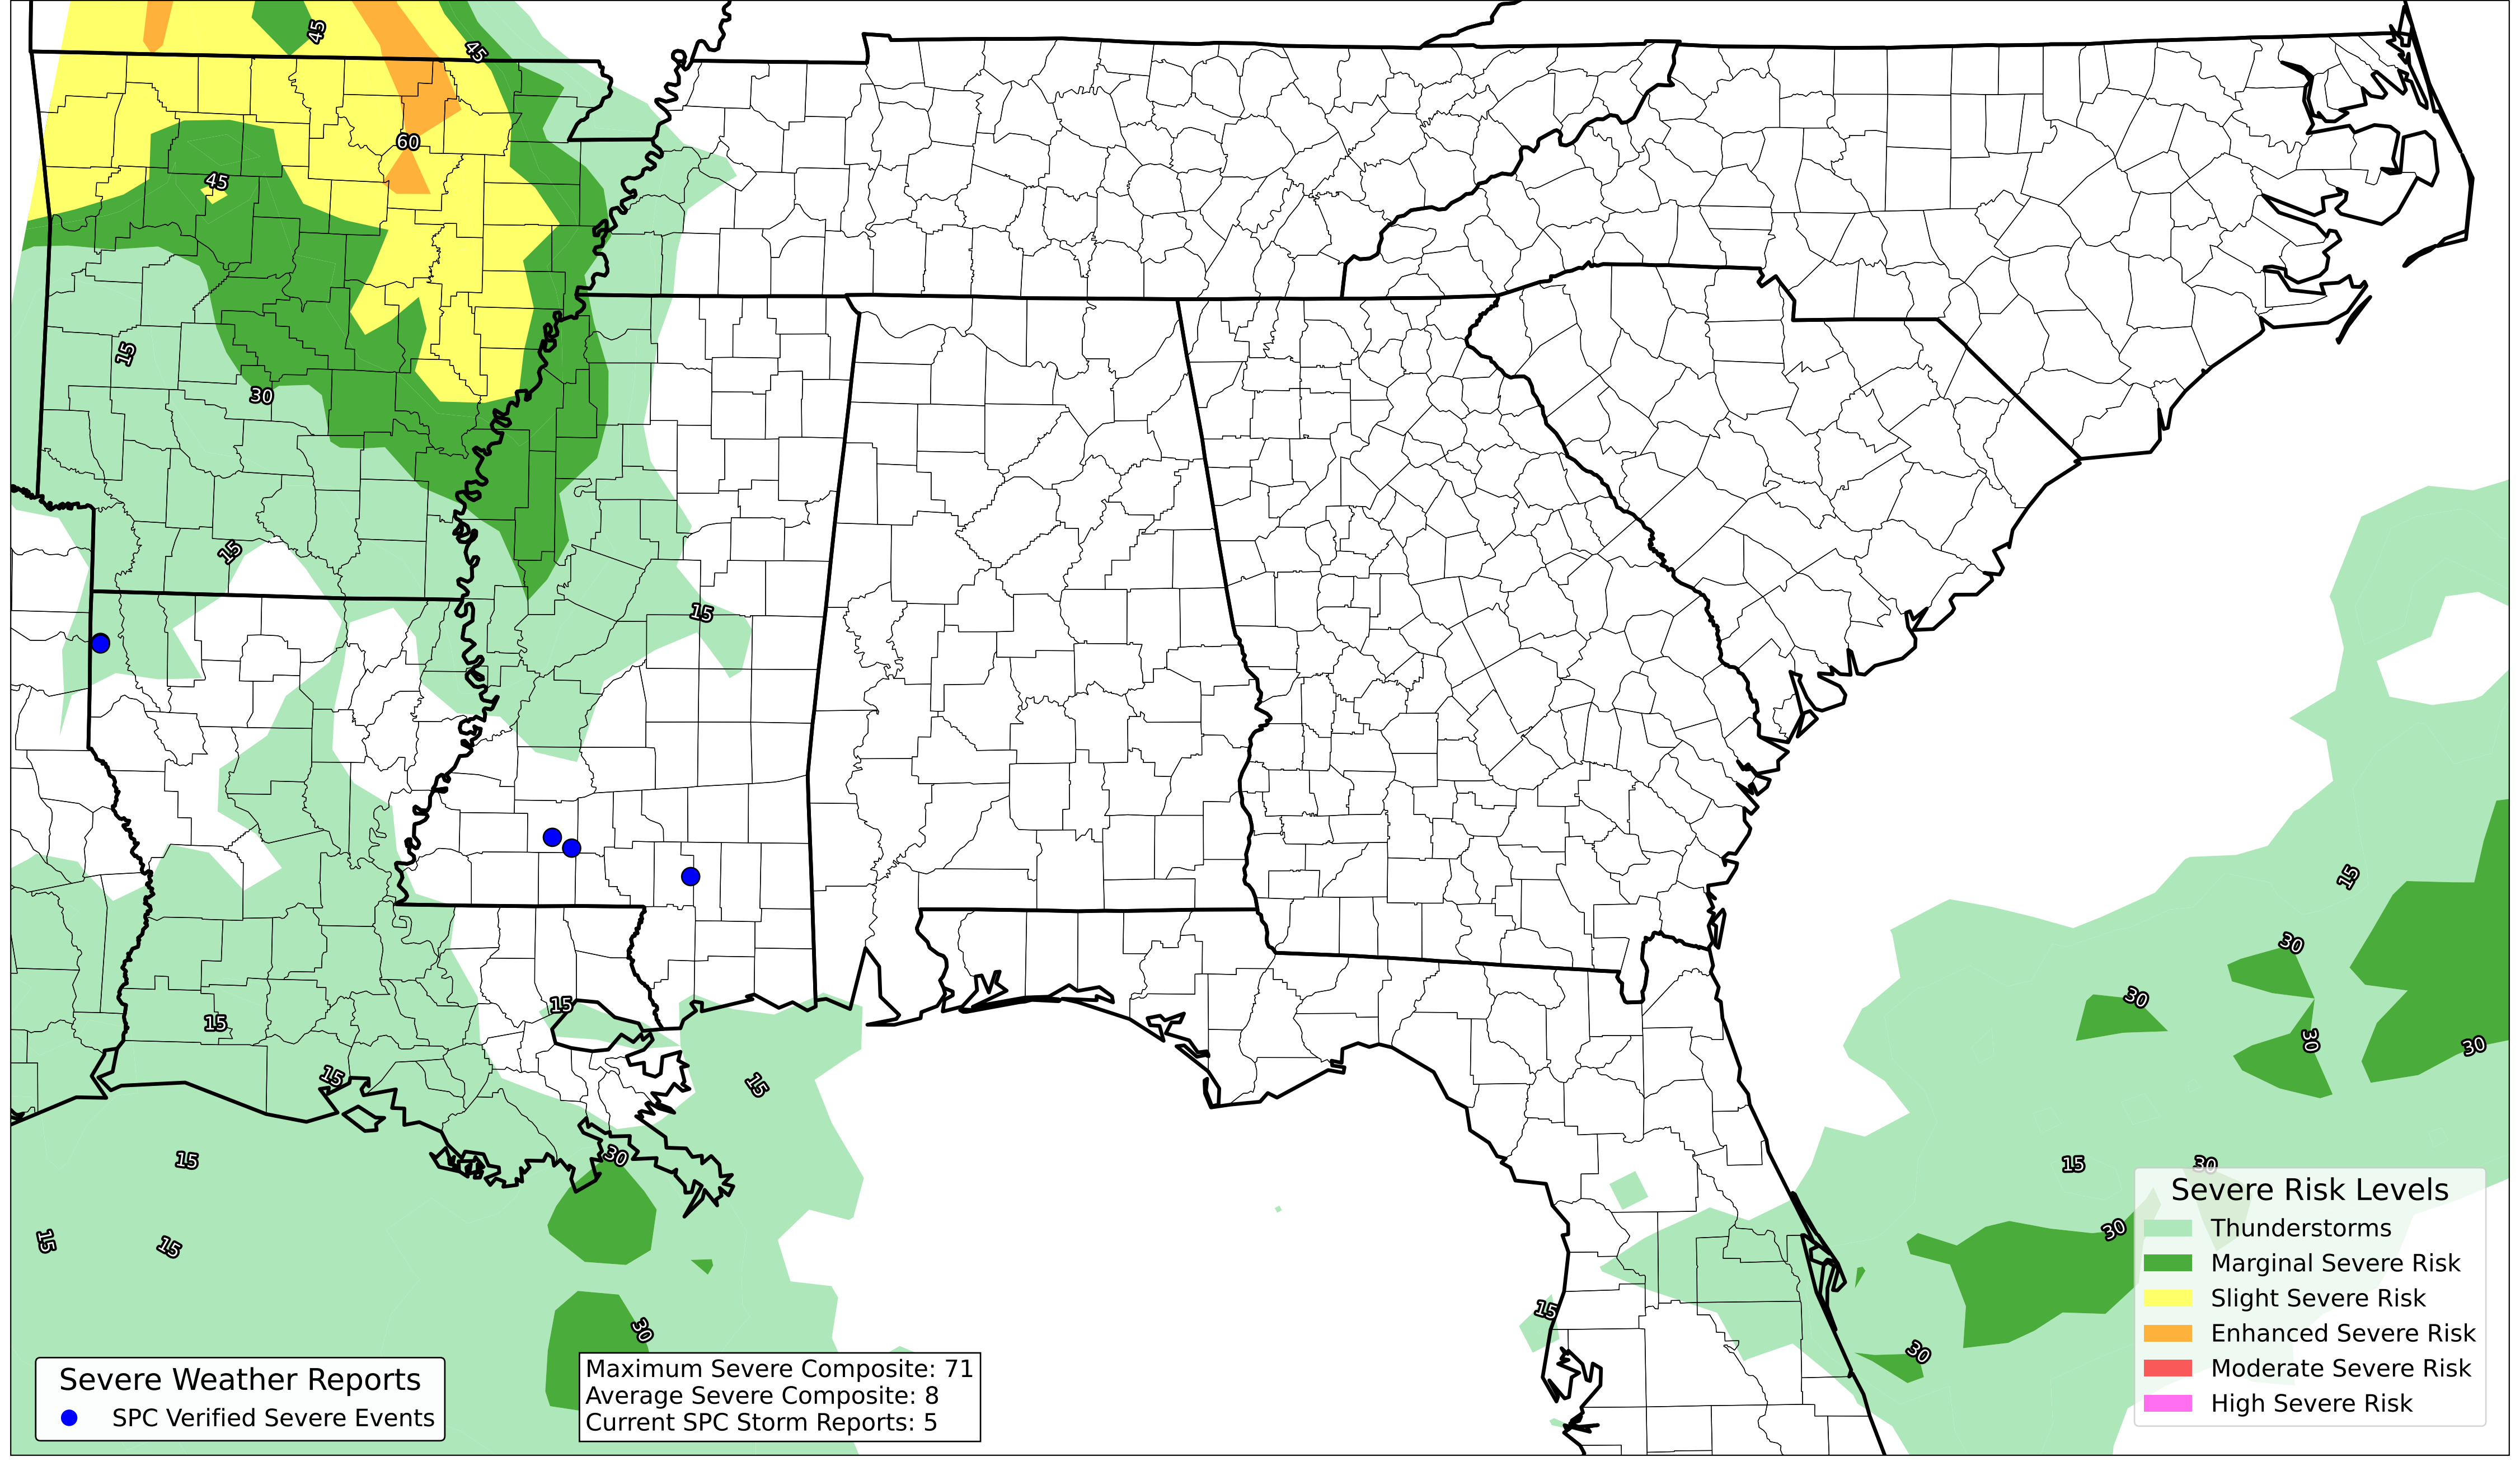 45
45
60
45
15
30
15
15
15
30
30
30
30
15
15
15
15
15
30
15
30
15
15
30
15
30
30
Severe Risk Levels
Thunderstorms
Marginal Severe Risk
Slight Severe Risk
Enhanced Severe Risk
Moderate Severe Risk
High Severe Risk
Severe Weather Reports
SPC Verified Severe Events
Maximum Severe Composite: 71
Average Severe Composite: 8
Current SPC Storm Reports: 5